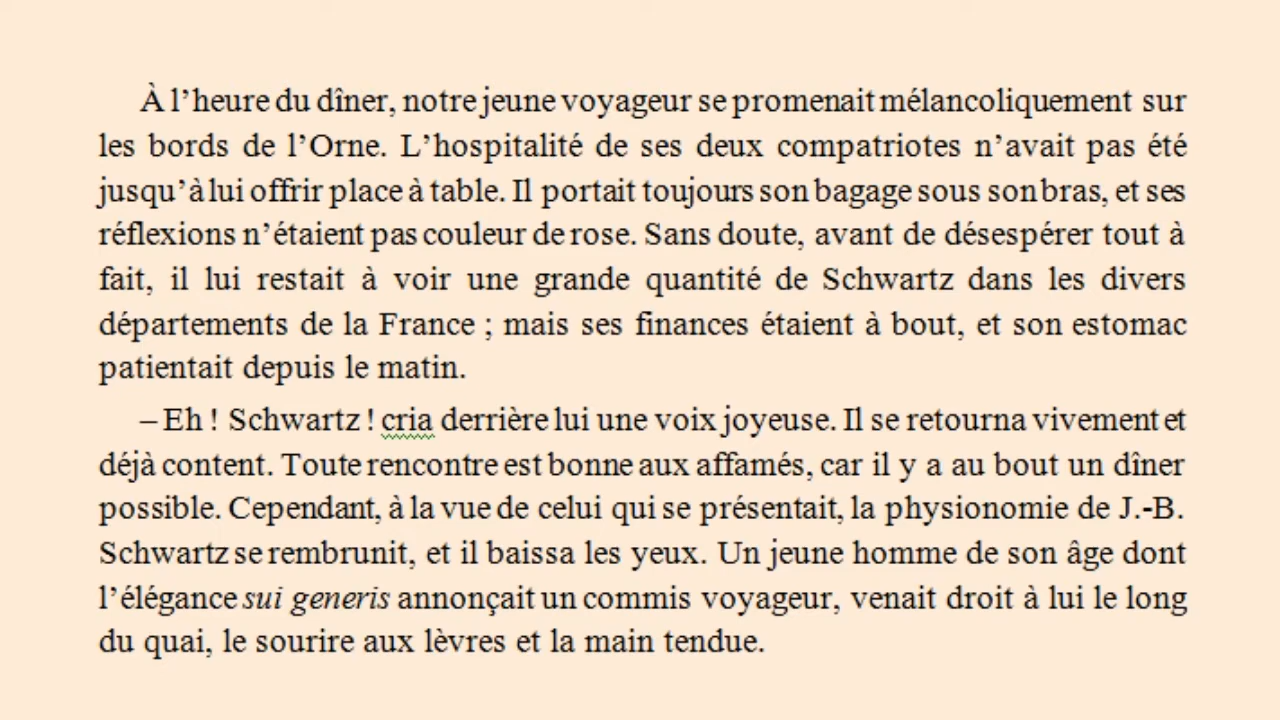 À l’heure du dîner, notre jeune voyageur se promenait mélancoliquement sur
les bords de l’Orne. L’hospitalité de ses deux compatriotes n’avait pas été
jusqu’à lui offrir place à table. Il portait toujours son bagage sous son bras, et ses
réflexions n’étaient pas couleur de rose. Sans doute, avant de désespérer tout à
fait, il lui restait à voir une grande quantité de Schwartz dans les divers
départements de la France ; mais ses finances étaient à bout, et son estomac
patientait depuis le matin.
– Eh ! Schwartz ! cria derrière lui une voix joyeuse. Il se retourna vivement et
déjà content. Toute rencontre est bonne aux affamés, car il y a au bout un dîner
possible. Cependant, à la vue de celui qui se présentait, la physionomie de J.-B.
Schwartz se rembrunit, et il baissa les yeux. Un jeune homme de son âge dont
l’élégance sui generis annonçait un commis voyageur, venait droit à lui le long
du quai, le sourire aux lèvres et la main tendue.